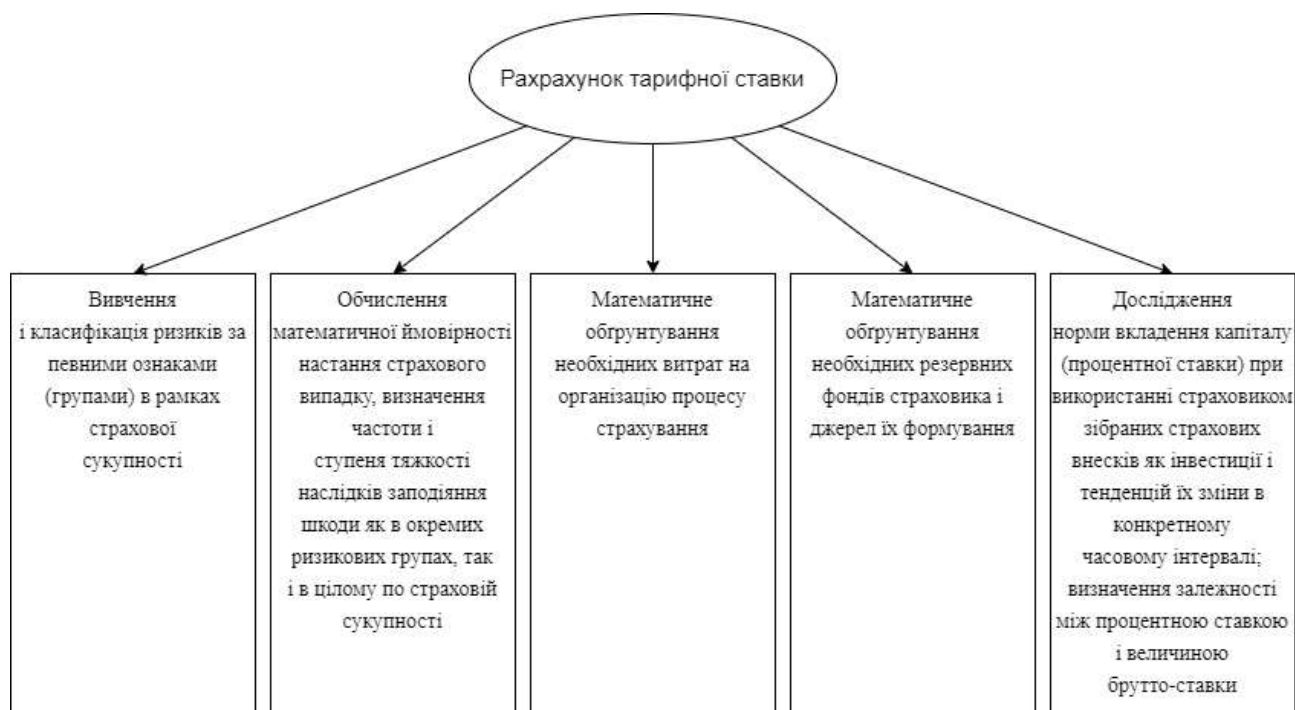 Рахрахунок тарифної ставки
Вивчення
і класифікація ризиків за
певними ознаками
(групами) в рамках
страхової
сукупності
Обчислення
математичної ймовірності
настання страхового
випадку, визначення
частоти і
ступеня тяжкості
наслідків заподіяння
шкоди як в окремих
ризикових групах, так
і в цілому по страховій
сукупності
Математичне
обґрунтування
необхідних витрат на
організацію процесу
страхування
Математичне
обґрунтування
необхідних резервних
фондів страховика і
джерел їх формування
Дослідження
норми вкладення капіталу
(процентної ставки) при
використанні страховиком
зібраних страхових
внесків як інвестиції і
тенденцій їх зміни в
конкретному
часовому інтервалі;
визначення залежності
між процентною ставкою
і величиною
брутто-ставки